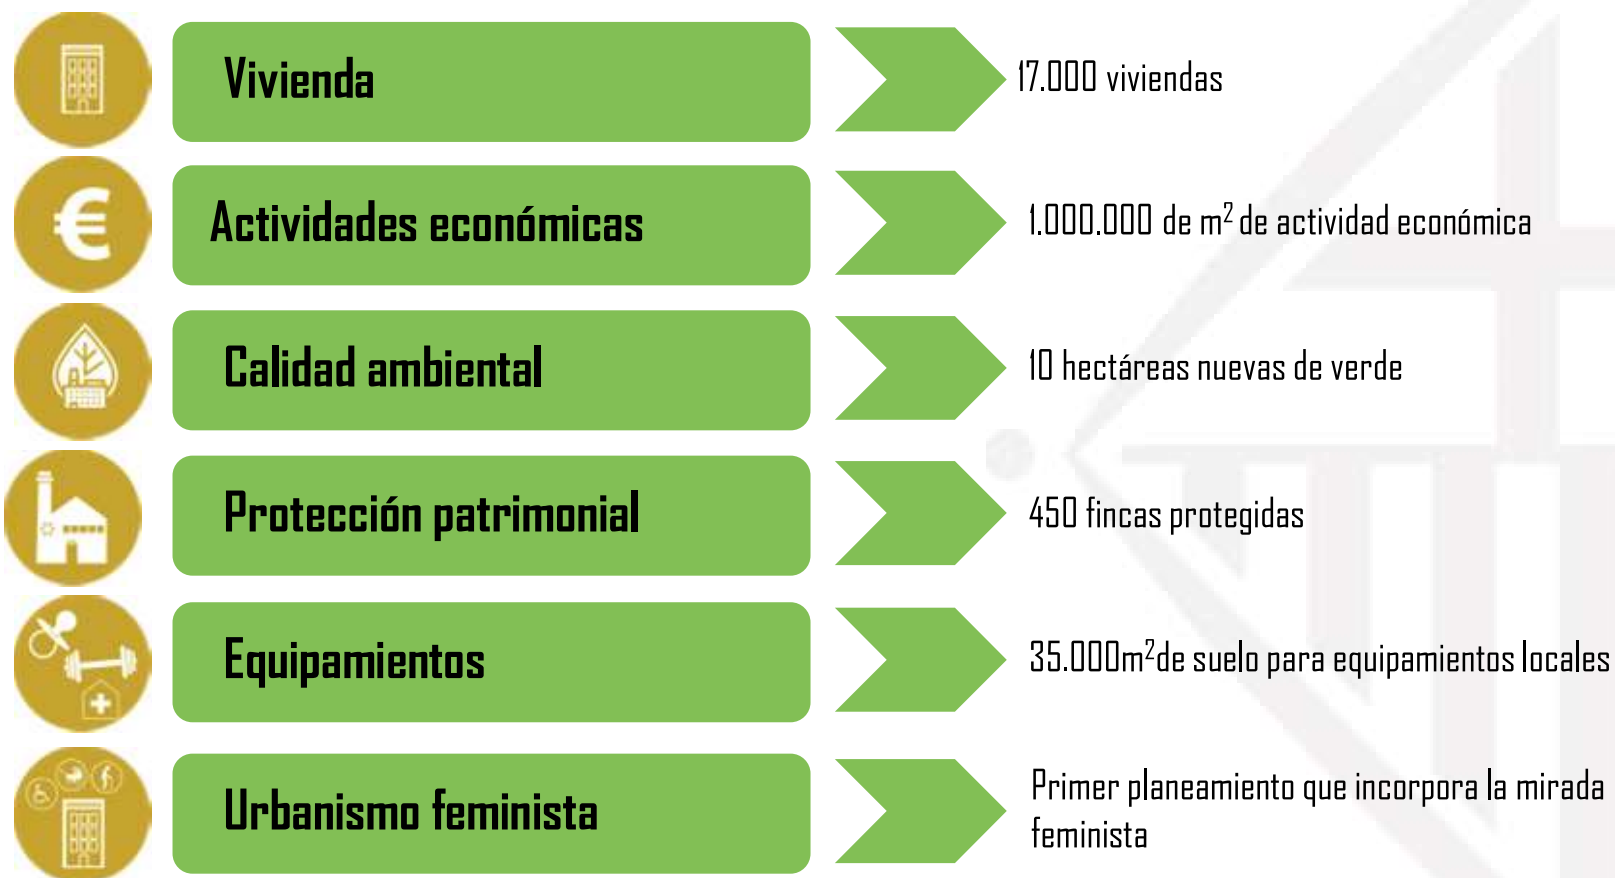 Vivienda
17.000 viviendas
Actividades económicas
1.000.000 de m² de actividad económica
Calidad ambiental
10 hectáreas nuevas de verde
Protección patrimonial
450 fincas protegidas
Equipamientos
35.000m²de suelo para equipamientos locales
Urbanismo feminista
Primer planeamiento que incorpora la mirada
feminista